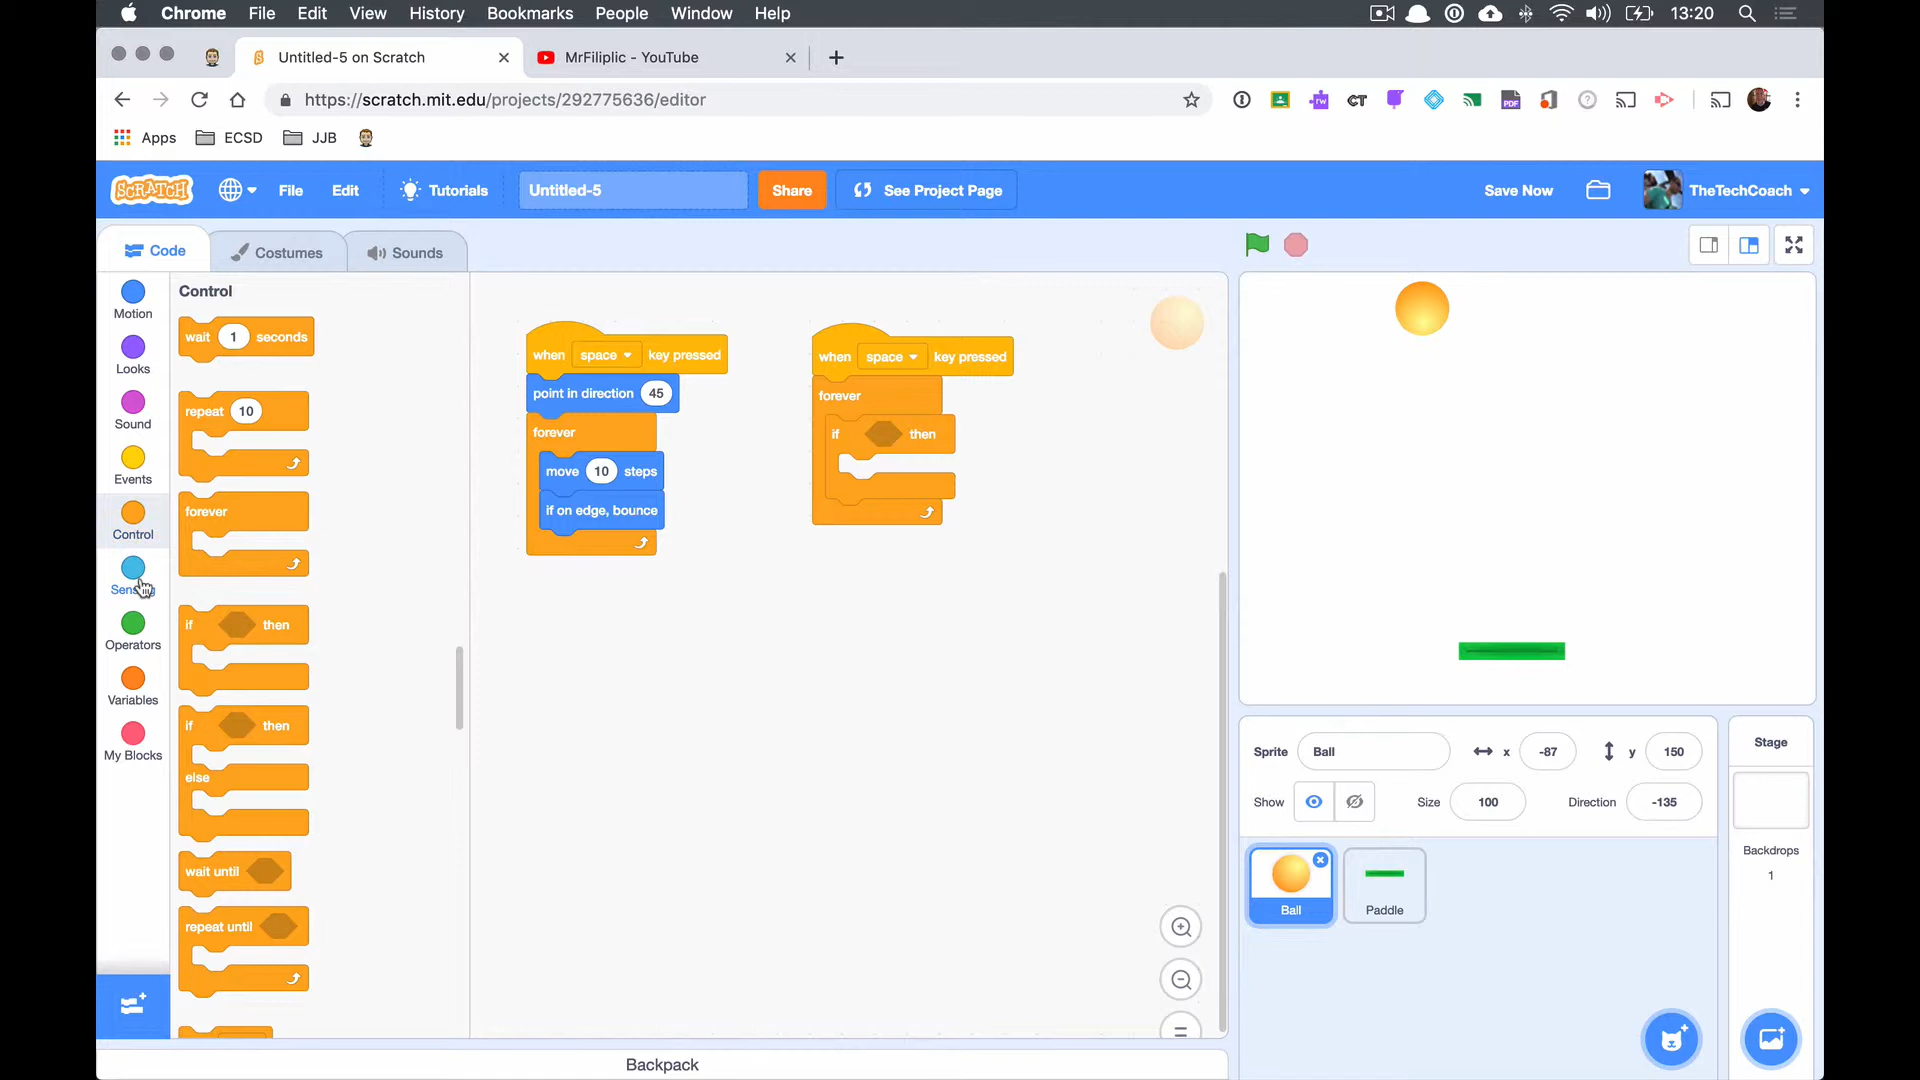 Chrome File Edit View History Bookmarks People Window Help 13:20
Untitled-5 on Scratch MrFiliplic - YouTube
https://scratch.mit.edu/projects/292775636/editor
Apps ECSD JJB
SCRATCH File Edit Tutorials Untitled-5 Share See Project Page Save Now TheTechCoach
Code Costumes Sounds
Motion
Looks
Sound
Events
Control
Operators
Variables
My Blocks
Control
wait 1 seconds
repeat 10
forever
if then
if then
else
wait until
repeat until
when space key pressed
point in direction 45
forever
move 10 steps
if on edge, bounce
when space key pressed
forever
if then
Sprite Ball x -87 y 150
Show Size 100 Direction -135
Ball Paddle
Stage
Backdrops
1
Backpack